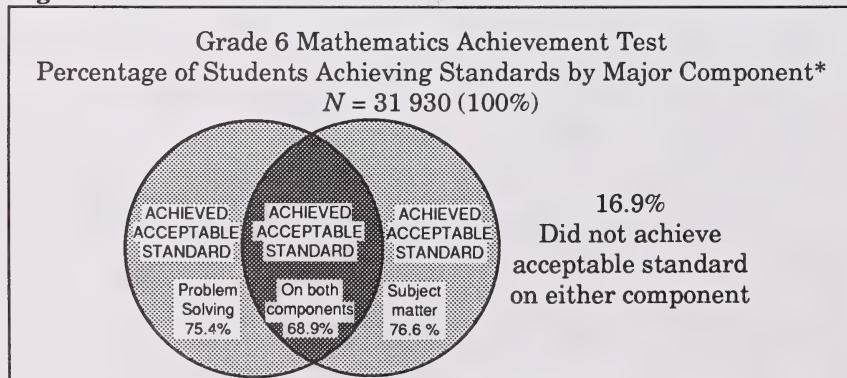 Grade 6 Mathematics Achievement Test
Percentage of Students Achieving Standards by Major Component*
N = 31 930 (100%)
ACHIEVED
ACCEPTABLE
STANDARD
Problem
Solving
75.4%
ACHIEVED
ACCEPTABLE
STANDARD
On both
components
68.9%
ACHIEVED
ACCEPTABLE
STANDARD
Subject
matter
76.6 %
16.9%
Did not achieve
acceptable standard
on either component